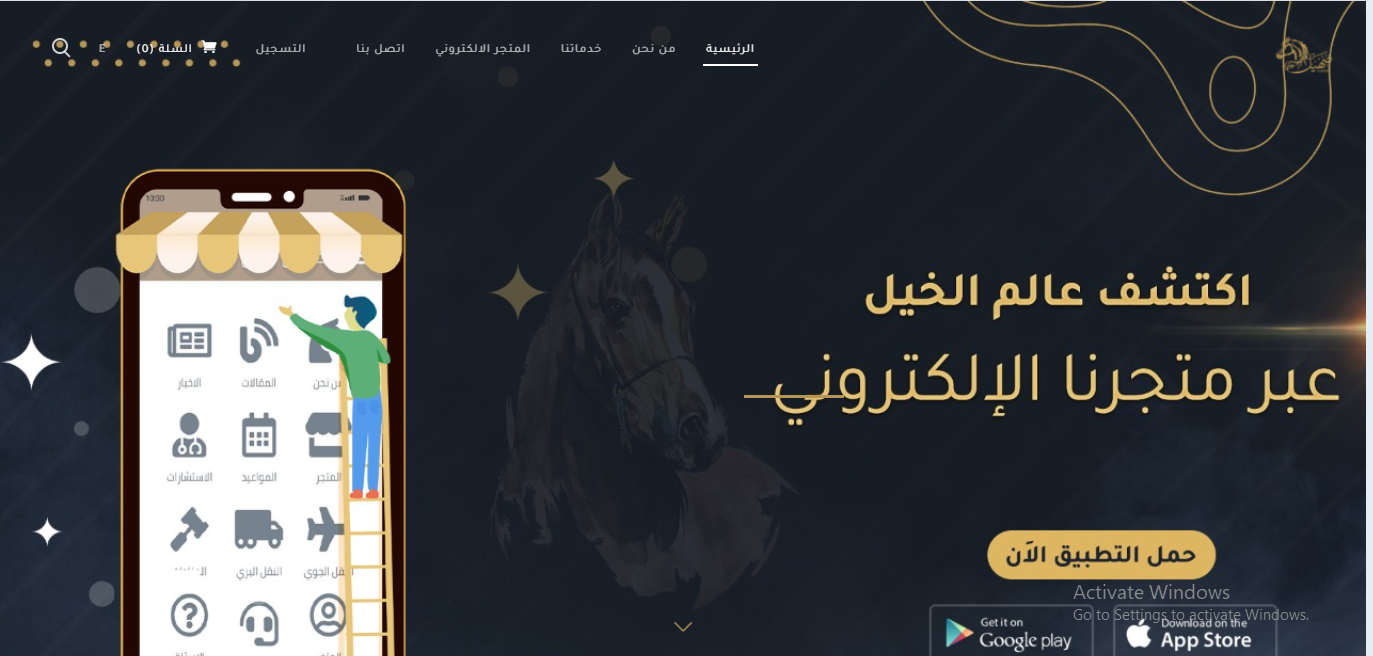 الرئيسية
من نحن
خدماتنا
المتجر الالكتروني
اتصل بنا
التسجيل
السلة (0)
E
اكتشف عالم الخيل
عبر متجرنا الإلكتروني
حمل التطبيق الآن
Activate Windows
Go to Settings to activate Windows.
Get it on
Google play
Download on the
App Store
10:30
من نحن
المقالات
الاخبار
المتجر
المواعيد
الاستشارات
النقل الجوي
النقل البري